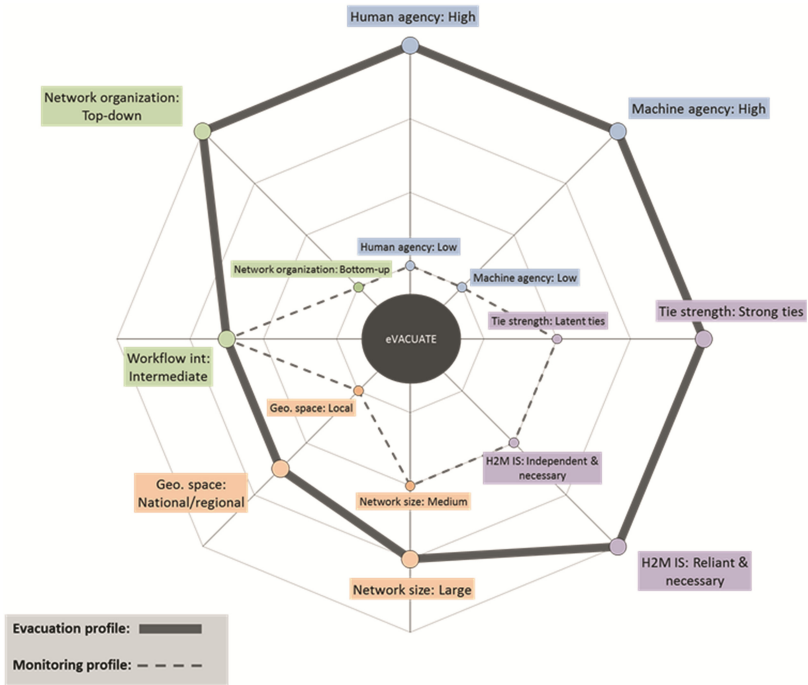 Human agency: High
Network organization:
Top-down
Machine agency: High
Human agency: Low
Network organization: Bottom-up
Machine agency: Low
Tie strength: Strong ties
Tie strength: Latent ties
eVACUATE
Workflow int:
Intermediate
Geo. space: Local
H2M IS: Independent &
necessary
Geo. space:
National/regional
Network size: Medium
H2M IS: Reliant &
necessary
Network size: Large
Evacuation profile:
Monitoring profile: